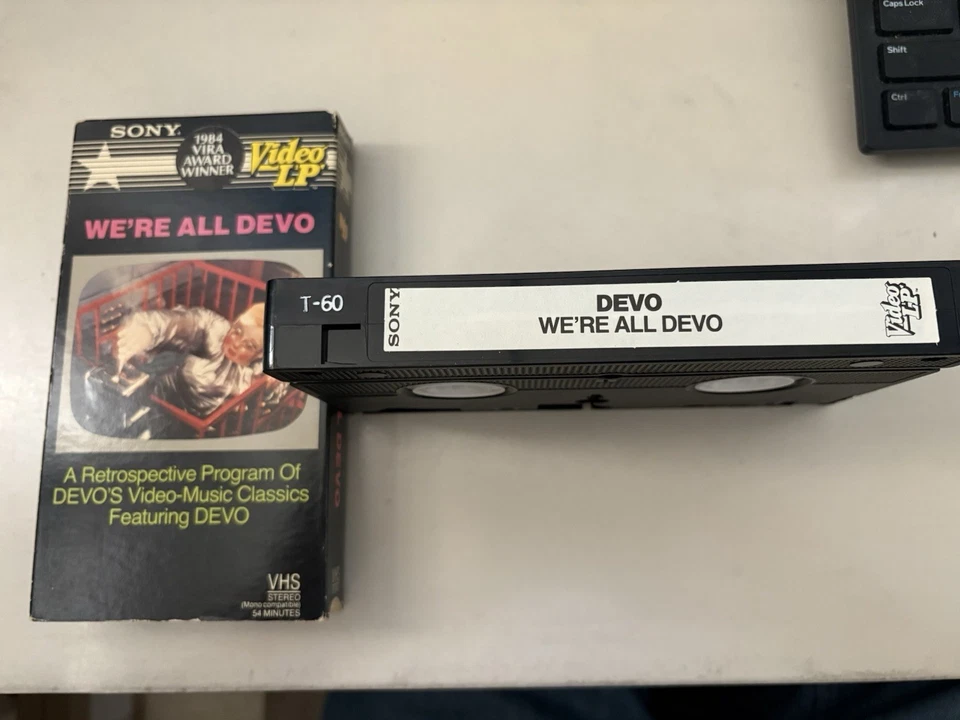 SONY
1984
VIRA
AWARD
WINNER
Video
LP
WE'RE ALL DEVO
A Retrospective Program Of
DEVO'S Video-Music Classics
Featuring DEVO
VHS
STEREO
(Mono compatible)
54 MINUTES
DEVO
T-60
SONY
DEVO
WE'RE ALL DEVO
Video
LP
Caps Lock
Shift
Ctrl